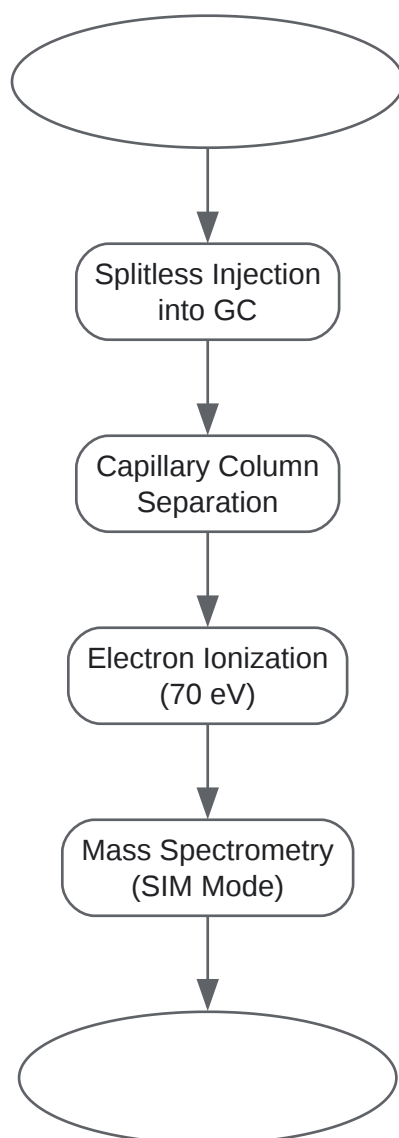 Splitless Injection
into GC
Capillary Column
Separation
Electron Ionization
(70 eV)
Mass Spectrometry
(SIM Mode)